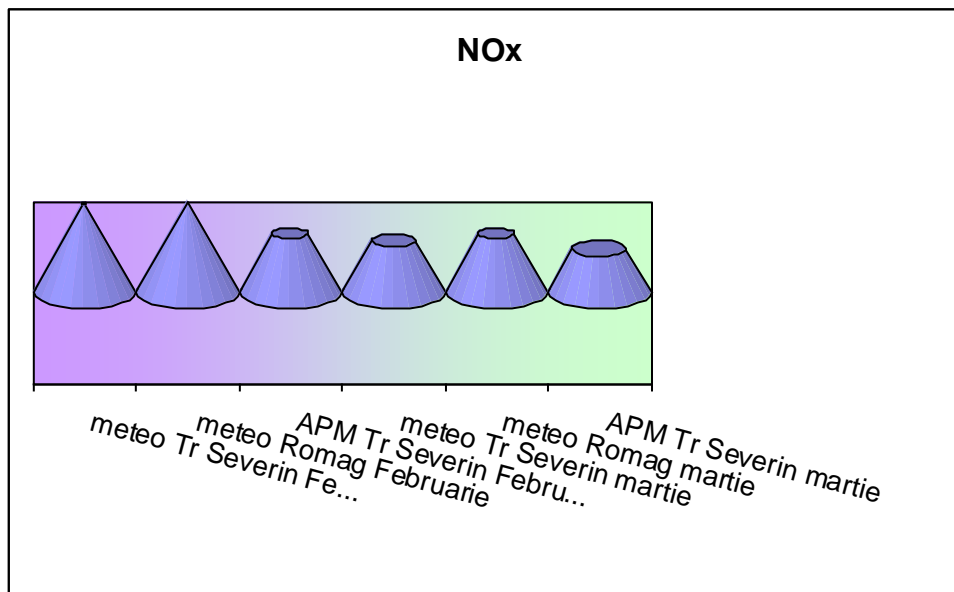 NOx
meteo Tr Severin Fe...
meteo Romag Februarie
APM Tr Severin Febru...
meteo Tr Severin martie
meteo Romag martie
APM Tr Severin martie